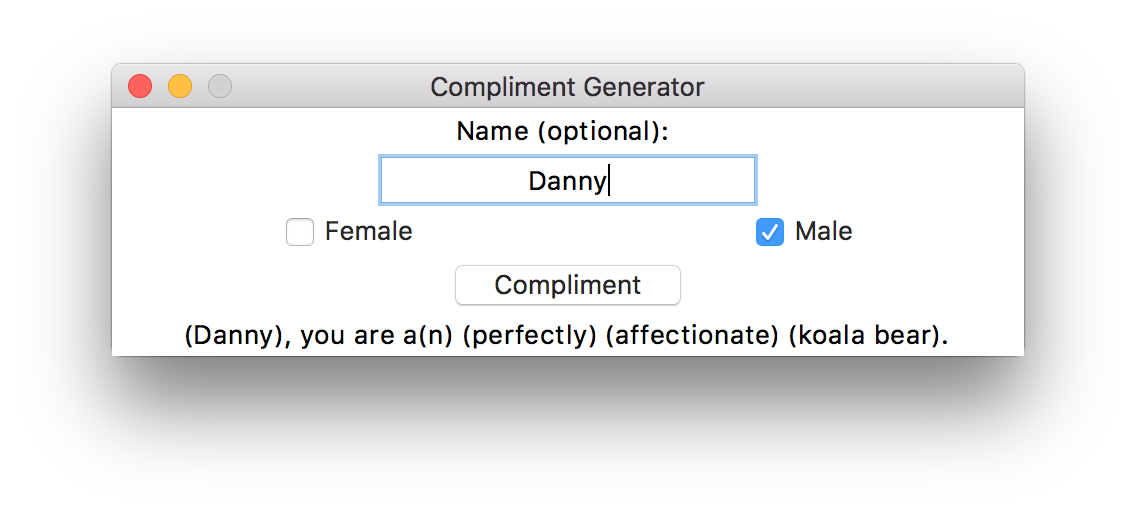 Compliment Generator
Name (optional):
Danny
Female Male
Compliment
(Danny), you are a(n) (perfectly) (affectionate) (koala bear).